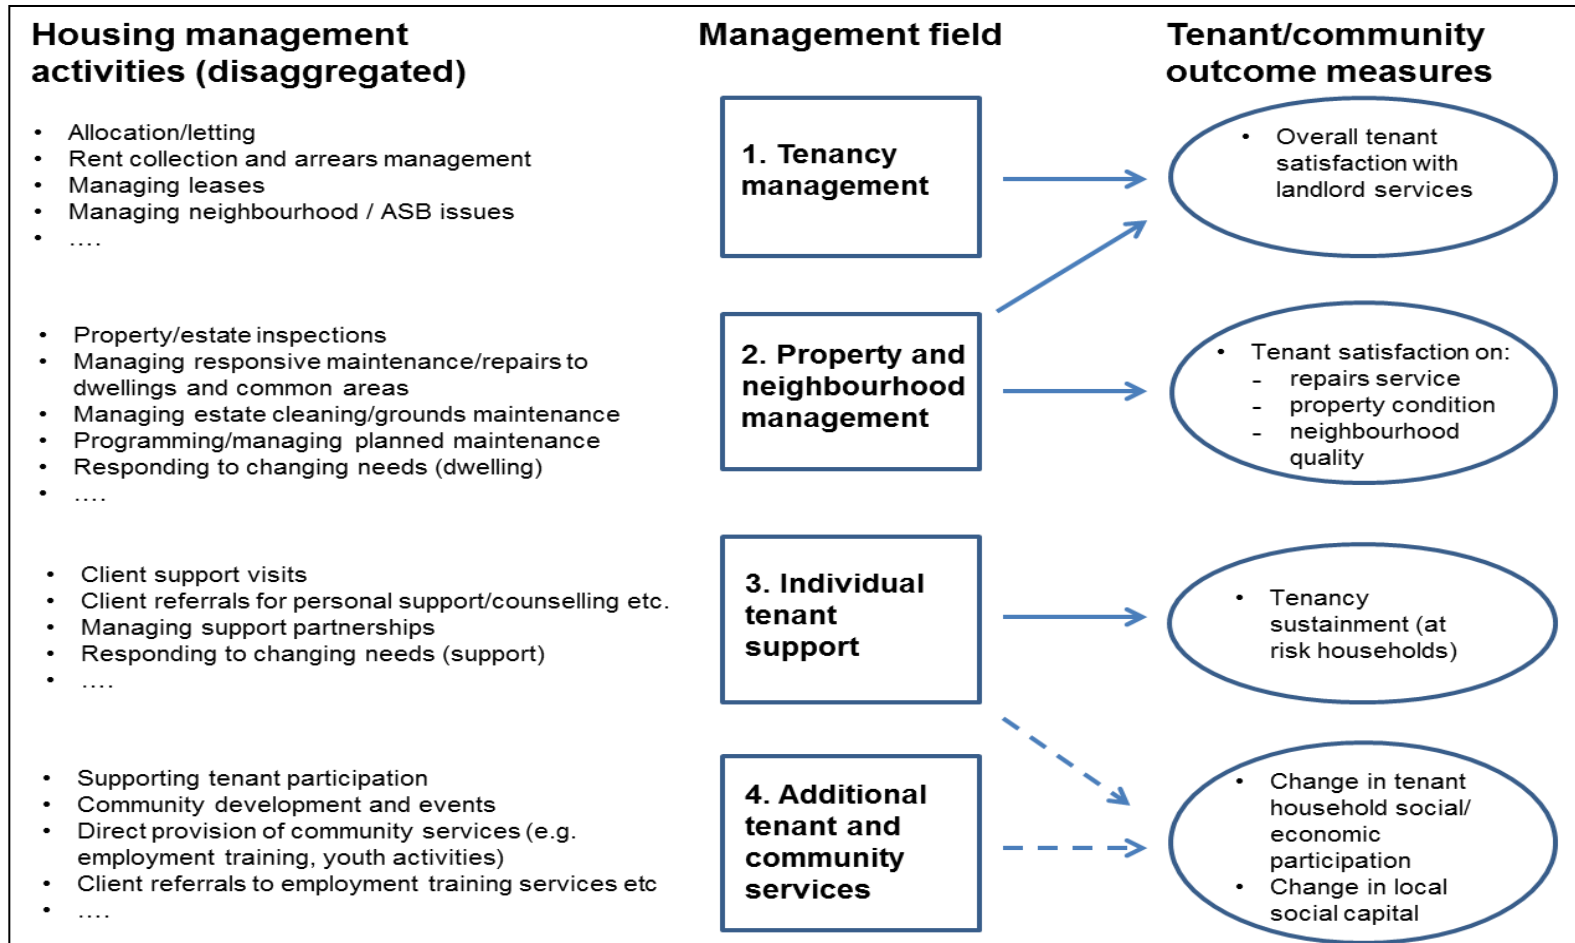 Housing management
activities (disaggregated)
Management field
Tenant/community
outcome measures
• Allocation/letting
• Rent collection and arrears management
• Managing leases
• Managing neighbourhood / ASB issues
• ....
1. Tenancy
management
• Overall tenant
satisfaction with
landlord services
• Property/estate inspections
• Managing responsive maintenance/repairs to
dwellings and common areas
• Managing estate cleaning/grounds maintenance
• Programming/managing planned maintenance
• Responding to changing needs (dwelling)
• ....
2. Property and
neighbourhood
management
• Tenant satisfaction on:
- repairs service
- property condition
- neighbourhood
quality
• Client support visits
• Client referrals for personal support/counselling etc.
• Managing support partnerships
• Responding to changing needs (support)
• ....
3. Individual
tenant
support
• Tenancy
sustainment (at
risk households)
• Supporting tenant participation
• Community development and events
• Direct provision of community services (e.g.
employment training, youth activities)
• Client referrals to employment training services etc
• ....
4. Additional
tenant and
community
services
• Change in tenant
household social/
economic
participation
• Change in local
social capital